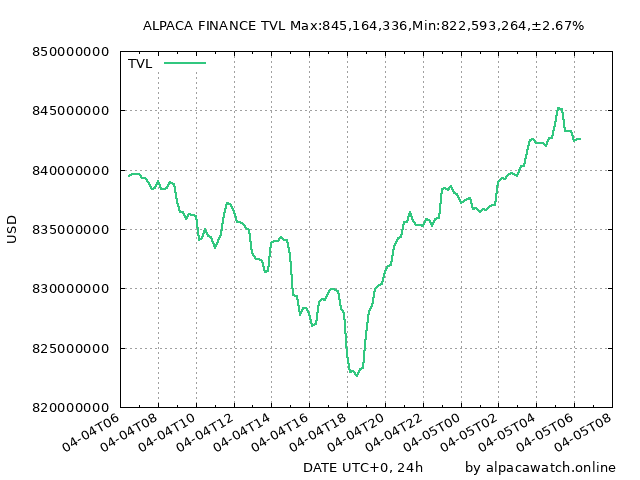 ALPACA FINANCE TVL Max:845,164,336,Min:822,593,264,±2.67%
850000000
TVL
845000000
840000000
835000000
USD
830000000
825000000
820000000
04-04T06 04-04T08 04-04T10 04-04T12 04-04T14 04-04T16 04-04T18 04-04T20 04-04T22 04-05T00 04-05T02 04-05T04 04-05T06 04-05T08
DATE UTC+0, 24h by alpacawatch.online